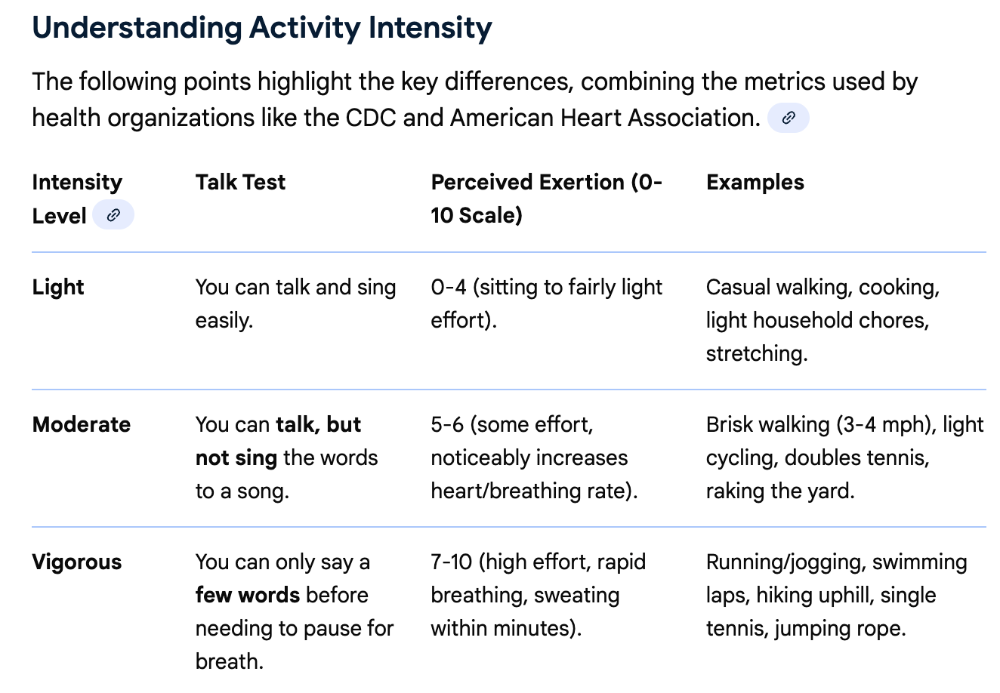 Understanding Activity Intensity
The following points highlight the key differences, combining the metrics used by
health organizations like the CDC and American Heart Association.
Intensity
Level
Talk Test
Perceived Exertion (0-
10 Scale)
Examples
Light
You can talk and sing
easily.
0-4 (sitting to fairly light
effort).
Casual walking, cooking,
light household chores,
stretching.
Moderate
You can talk, but
not sing the words
to a song.
5-6 (some effort,
noticeably increases
heart/breathing rate).
Brisk walking (3-4 mph), light
cycling, doubles tennis,
raking the yard.
Vigorous
You can only say a
few words before
needing to pause for
breath.
7-10 (high effort, rapid
breathing, sweating
within minutes).
Running/jogging, swimming
laps, hiking uphill, single
tennis, jumping rope.